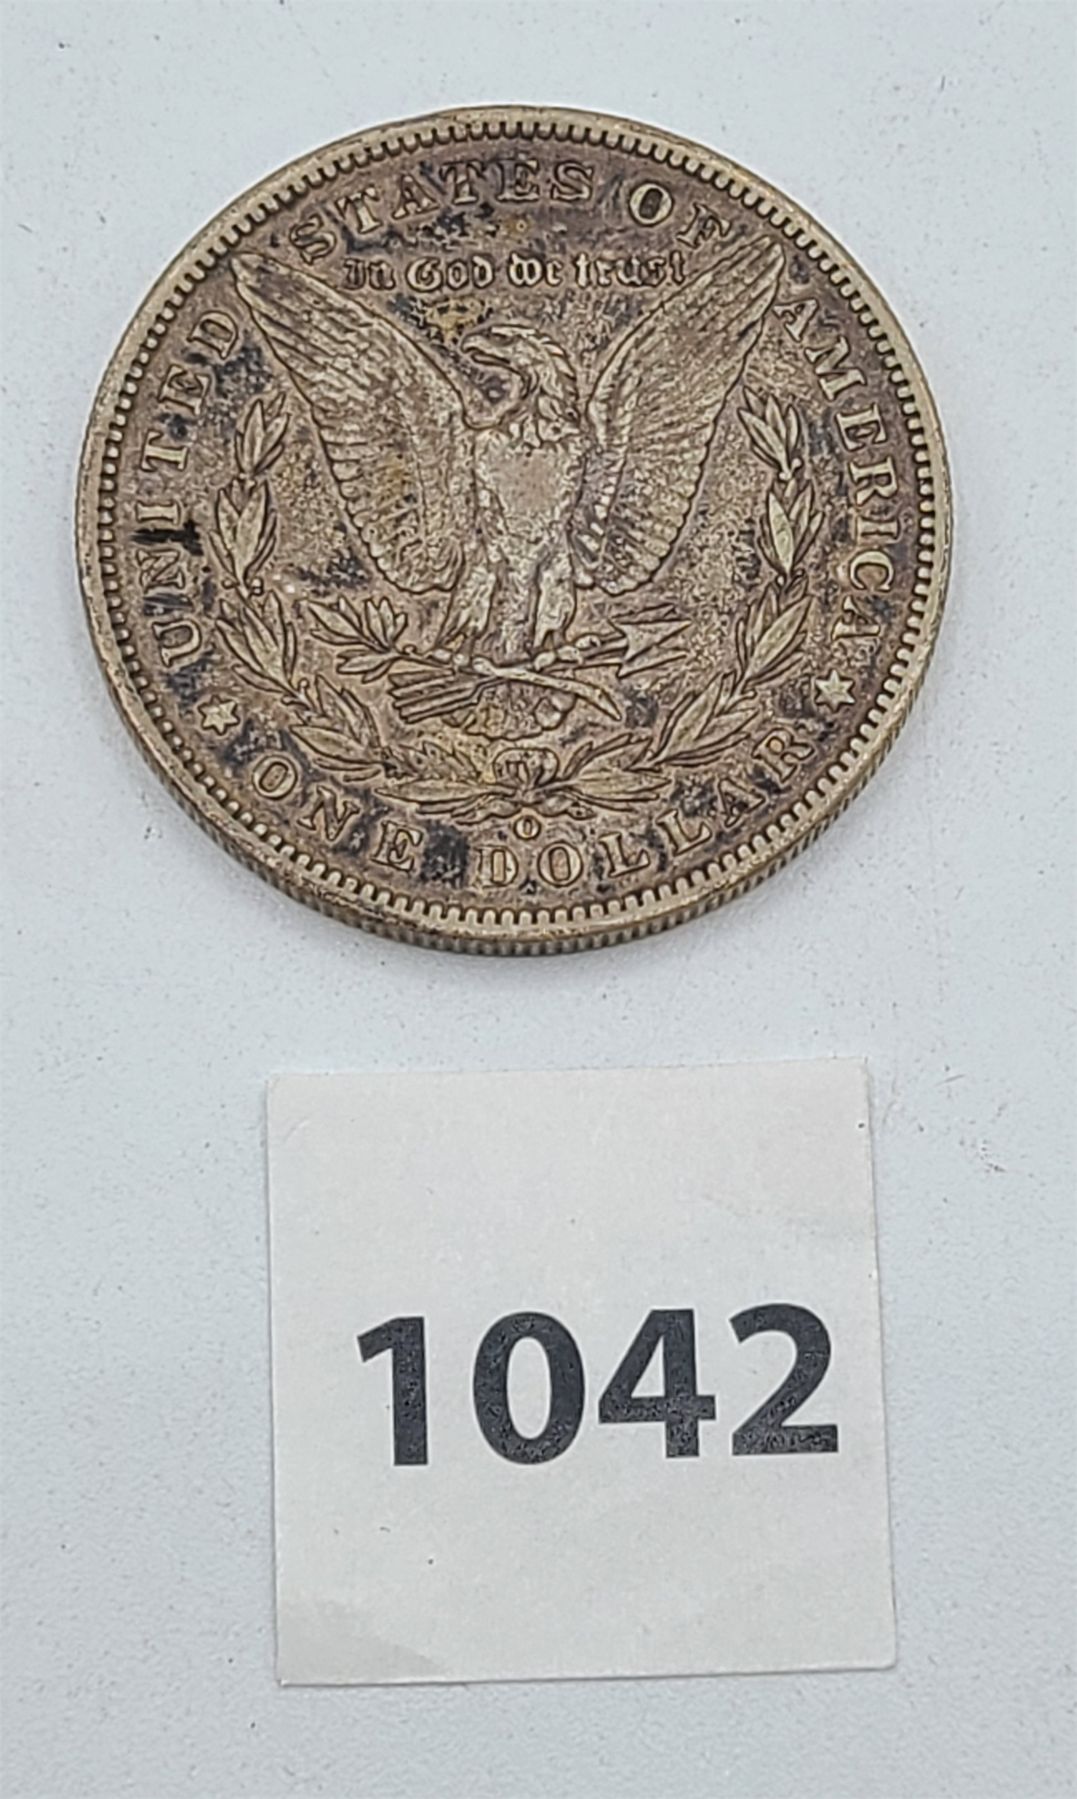 UNITED STATES OF AMERICA
In God we trust
O
ONE DOLLAR
1042